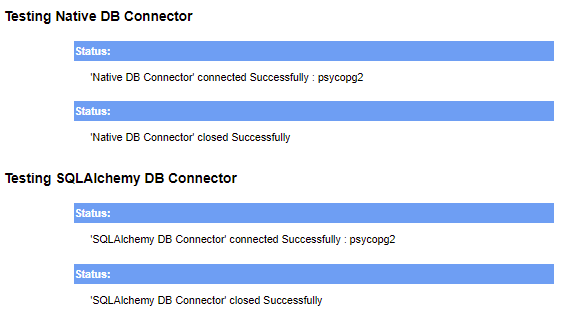 Testing Native DB Connector
Status:
'Native DB Connector' connected Successfully : psycopg2
Status:
'Native DB Connector' closed Successfully
Testing SQLAlchemy DB Connector
Status:
'SQLAlchemy DB Connector' connected Successfully : psycopg2
Status:
'SQLAlchemy DB Connector' closed Successfully